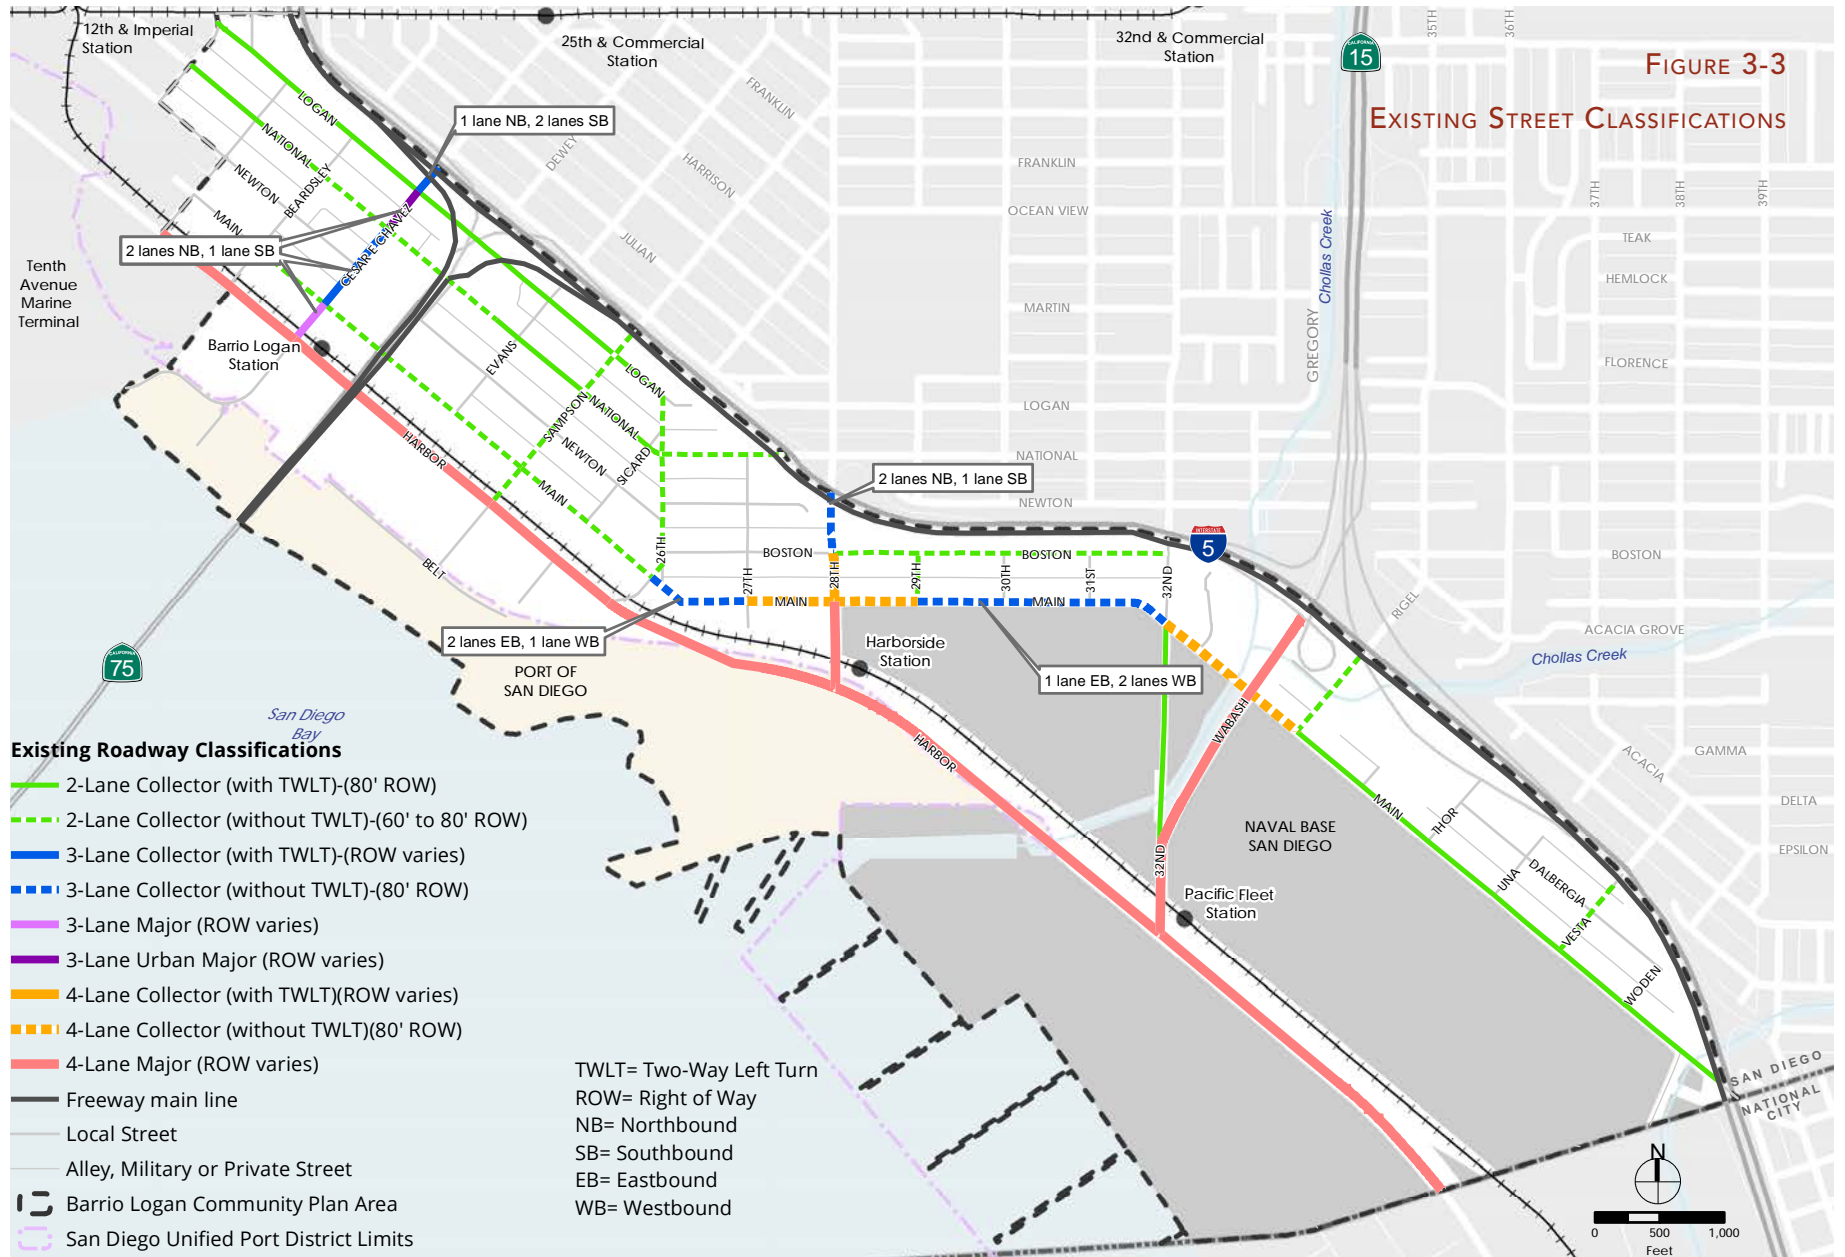 FIGURE 3-3
EXISTING STREET CLASSIFICATIONS
12th & Imperial
Station
25th & Commercial
Station
32nd & Commercial
Station
CALIFORNIA
15
35TH
36TH
37TH
38TH
39TH
1 lane NB, 2 lanes SB
LOGAN
NATIONAL
NEWTON
BEARDSLEY
MAIN
CESAR E CHAVEZ
2 lanes NB, 1 lane SB
Tenth
Avenue
Marine
Terminal
Barrio Logan
Station
FRANKLIN
DEWEY
HARRISON
JULIAN
FRANKLIN
OCEAN VIEW
MARTIN
LOGAN
NATIONAL
NEWTON
GREGORY
Chollas Creek
TEAK
HEMLOCK
FLORENCE
BOSTON
EVANS
SAMPSON
LOGAN
NATIONAL
NEWTON
SICARD
MAIN
HARBOR
BELT
2 lanes NB, 1 lane SB
INTERSTATE
5
26TH
27TH
28TH
29TH
30TH
31ST
32ND
BOSTON
BOSTON
MAIN
MAIN
RIGEL
ACACIA GROVE
Chollas Creek
2 lanes EB, 1 lane WB
Harborside
Station
1 lane EB, 2 lanes WB
PORT OF
SAN DIEGO
CALIFORNIA
75
San Diego
Bay
HARBOR
WABASH
32ND
NAVAL BASE
SAN DIEGO
Pacific Fleet
Station
MAIN
THOR
UNA
DALBERGIA
VESTA
WODEN
ACACIA
GAMMA
DELTA
EPSILON
SAN DIEGO
NATIONAL
CITY
Existing Roadway Classifications
2-Lane Collector (with TWLT)-(80' ROW)
2-Lane Collector (without TWLT)-(60' to 80' ROW)
3-Lane Collector (with TWLT)-(ROW varies)
3-Lane Collector (without TWLT)-(80' ROW)
3-Lane Major (ROW varies)
3-Lane Urban Major (ROW varies)
4-Lane Collector (with TWLT)(ROW varies)
4-Lane Collector (without TWLT)(80' ROW)
4-Lane Major (ROW varies)
Freeway main line
Local Street
Alley, Military or Private Street
Barrio Logan Community Plan Area
San Diego Unified Port District Limits
TWLT= Two-Way Left Turn
ROW= Right of Way
NB= Northbound
SB= Southbound
EB= Eastbound
WB= Westbound
N
0 500 1,000
Feet